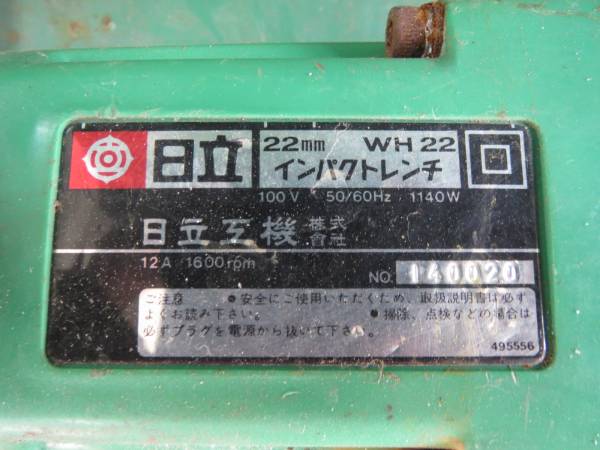 日立 22mm WH 22
インパクトレンチ
100V 50/60Hz 1140W
日立工機 株式会社
12A 1600rpm
NO. 140020
ご注意 ●安全にご使用いただくため、取扱説明書は必ず
よくお読み下さい。 ●掃除、点検などの場合は
必ずプラグを電源から抜いて下さい。
495556